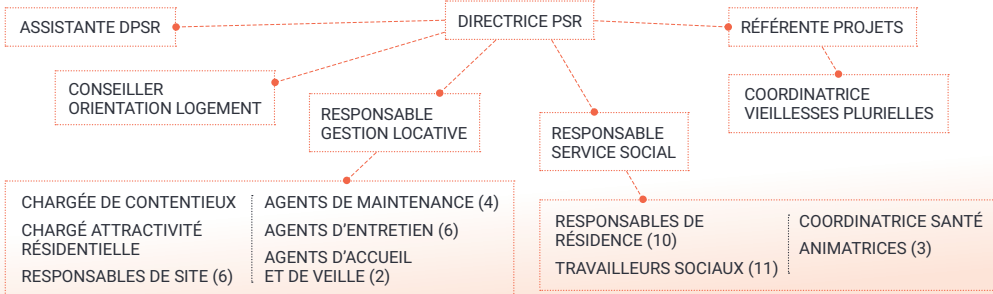 ASSISTANTE DPSR
DIRECTRICE PSR
RÉFÉRENTE PROJETS
CONSEILLER
ORIENTATION LOGEMENT
RESPONSABLE
GESTION LOCATIVE
RESPONSABLE
SERVICE SOCIAL
COORDINATRICE
VIEILLESSES PLURIELLES
CHARGÉE DE CONTENTIEUX
CHARGÉ ATTRACTIVITÉ
RÉSIDENTIELLE
RESPONSABLES DE SITE (6)
AGENTS DE MAINTENANCE (4)
AGENTS D'ENTRETIEN (6)
AGENTS D'ACCUEIL
ET DE VEILLE (2)
RESPONSABLES DE
RÉSIDENCE (10)
TRAVAILLEURS SOCIAUX (11)
COORDINATRICE SANTÉ
ANIMATRICES (3)